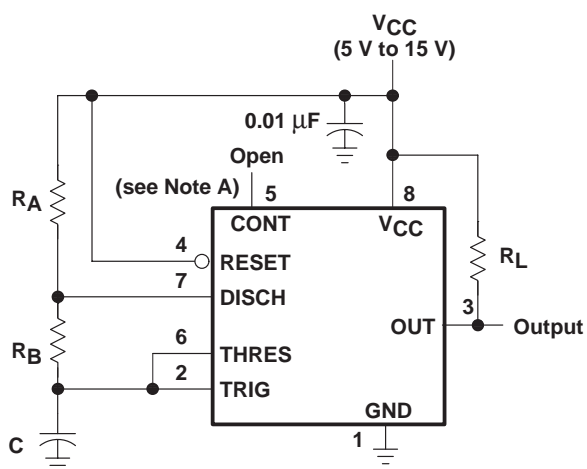 VCC
(5 V to 15 V)
0.01 μF
Open
(see Note A)
5
8
RA
CONT
VCC
4
RESET
RL
7
DISCH
3
OUT
Output
RB
6
THRES
2
TRIG
GND
C
1